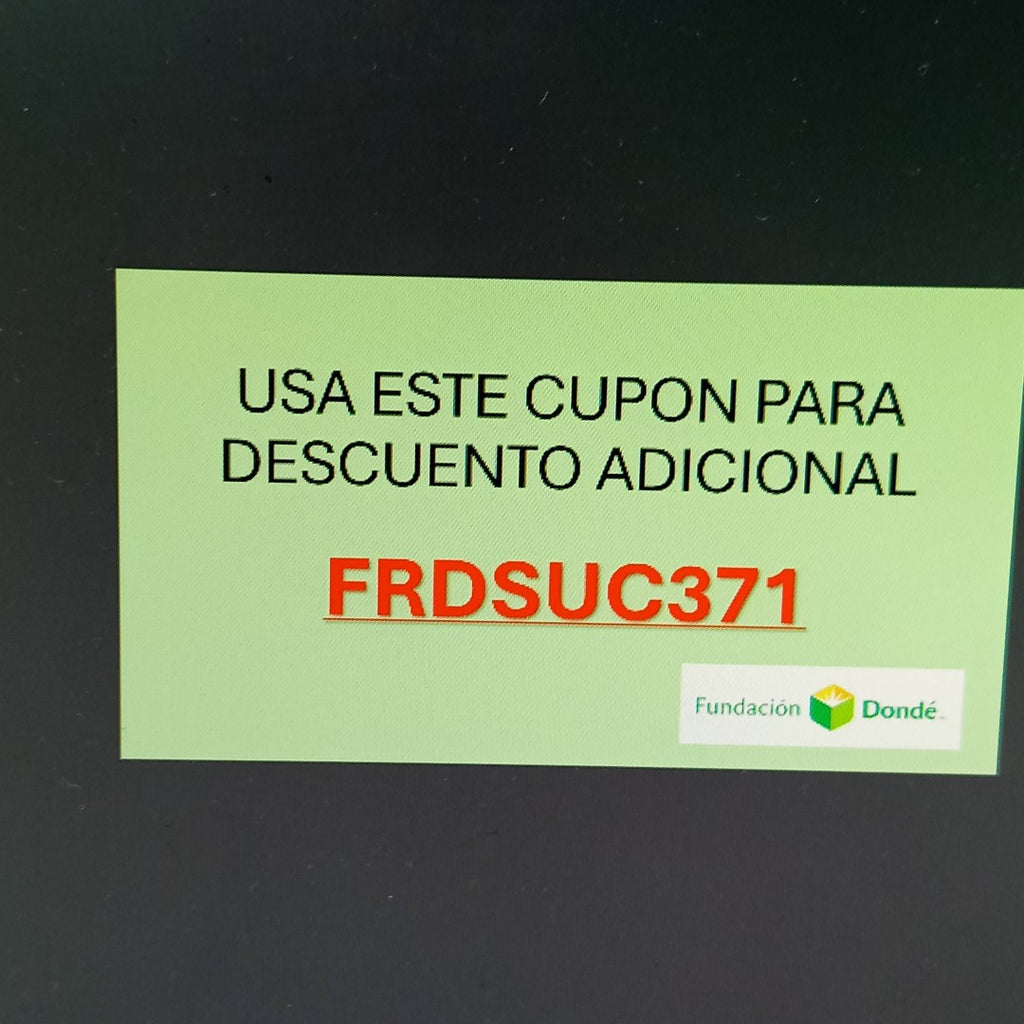 USA ESTE CUPON PARA
DESCUENTO ADICIONAL
FRDSUC371
Fundación Dondé